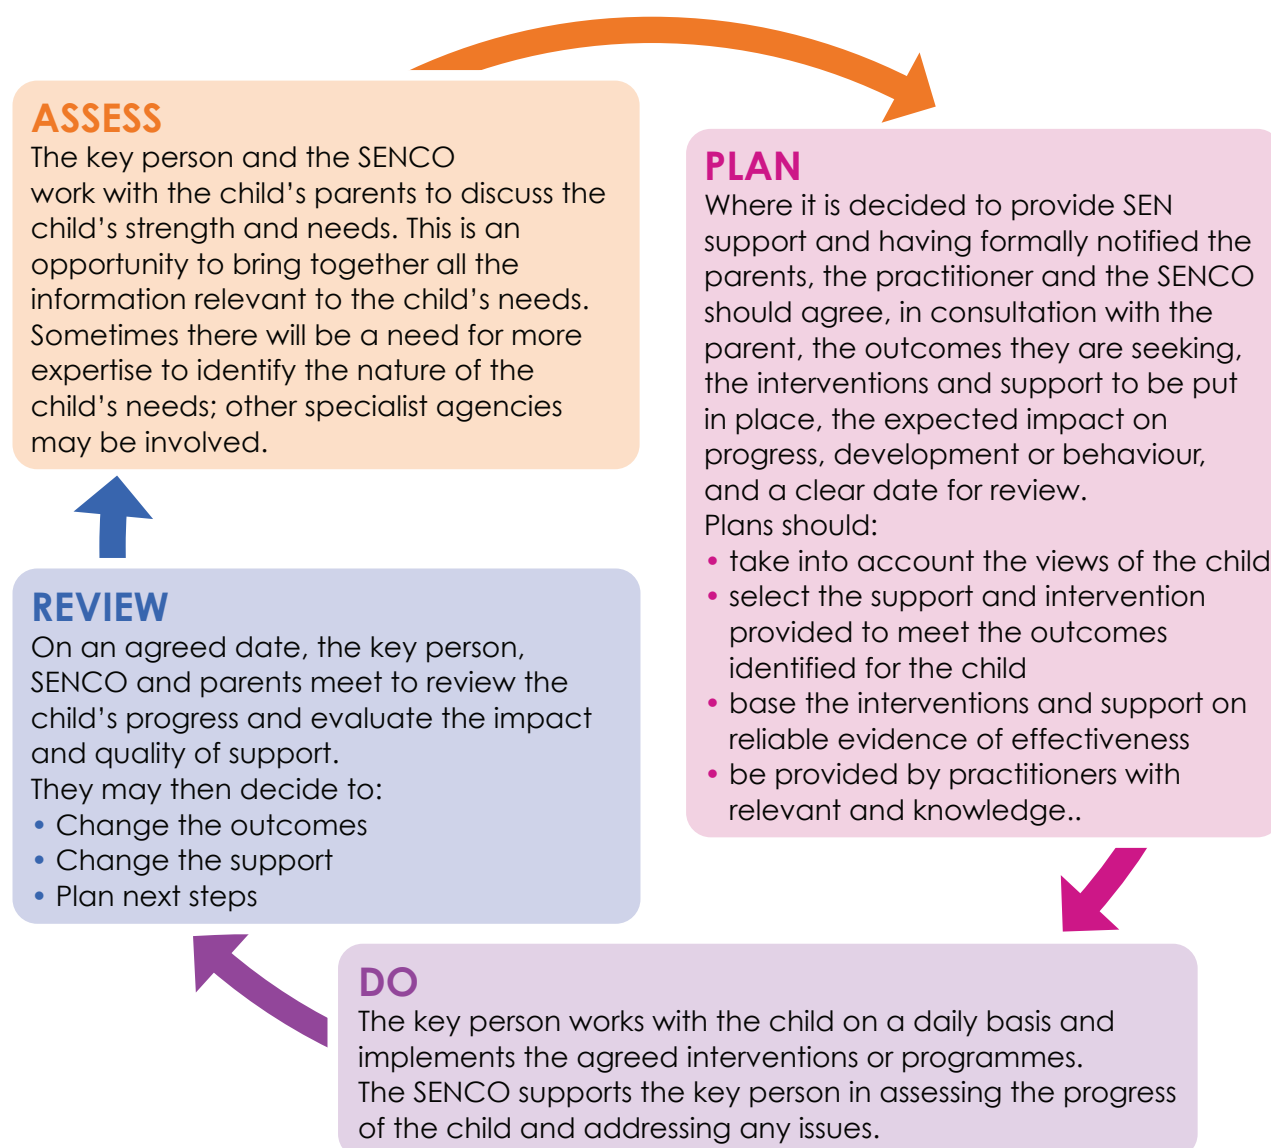 ASSESS
The key person and the SENCO
work with the child's parents to discuss the
child's strength and needs. This is an
opportunity to bring together all the
information relevant to the child's needs.
Sometimes there will be a need for more
expertise to identify the nature of the
child's needs; other specialist agencies
may be involved.
PLAN
Where it is decided to provide SEN
support and having formally notified the
parents, the practitioner and the SENCO
should agree, in consultation with the
parent, the outcomes they are seeking,
the interventions and support to be put
in place, the expected impact on
progress, development or behaviour,
and a clear date for review.
Plans should:
• take into account the views of the child
• select the support and intervention
provided to meet the outcomes
identified for the child
• base the interventions and support on
reliable evidence of effectiveness
• be provided by practitioners with
relevant and knowledge..
DO
The key person works with the child on a daily basis and
implements the agreed interventions or programmes.
The SENCO supports the key person in assessing the progress
of the child and addressing any issues.
REVIEW
On an agreed date, the key person,
SENCO and parents meet to review the
child's progress and evaluate the impact
and quality of support.
They may then decide to:
• Change the outcomes
• Change the support
• Plan next steps